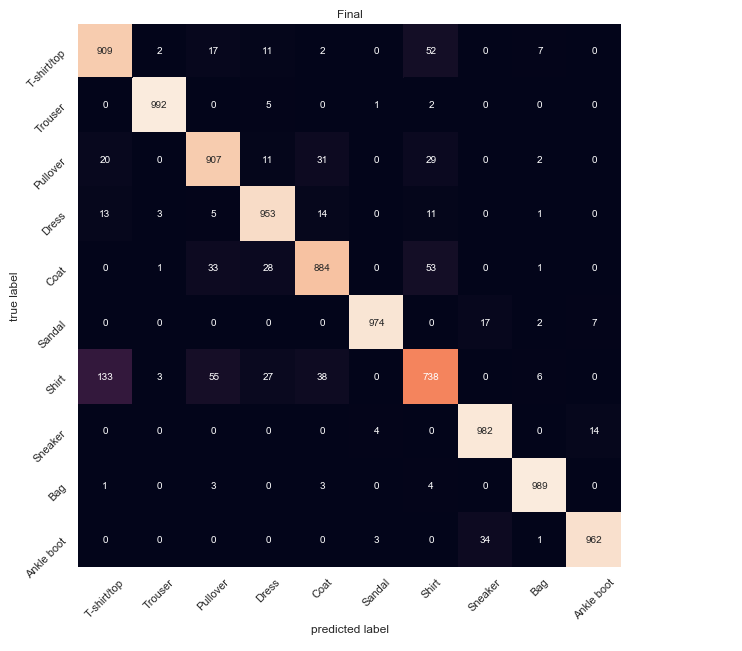 Final
T-shirt/top 909 2 17 11 2 0 52 0 7 0
Trouser 0 992 0 5 0 1 2 0 0 0
Pullover 20 0 907 11 31 0 29 0 2 0
Dress 13 3 5 953 14 0 11 0 1 0
Coat 0 1 33 28 884 0 53 0 1 0
Sandal 0 0 0 0 0 974 0 17 2 7
Shirt 133 3 55 27 38 0 738 0 6 0
Sneaker 0 0 0 0 0 4 0 982 0 14
Bag 1 0 3 0 3 0 4 0 989 0
Ankle boot 0 0 0 0 0 3 0 34 1 962
T-shirt/top Trouser Pullover Dress Coat Sandal Shirt Sneaker Bag Ankle boot
predicted label
true label